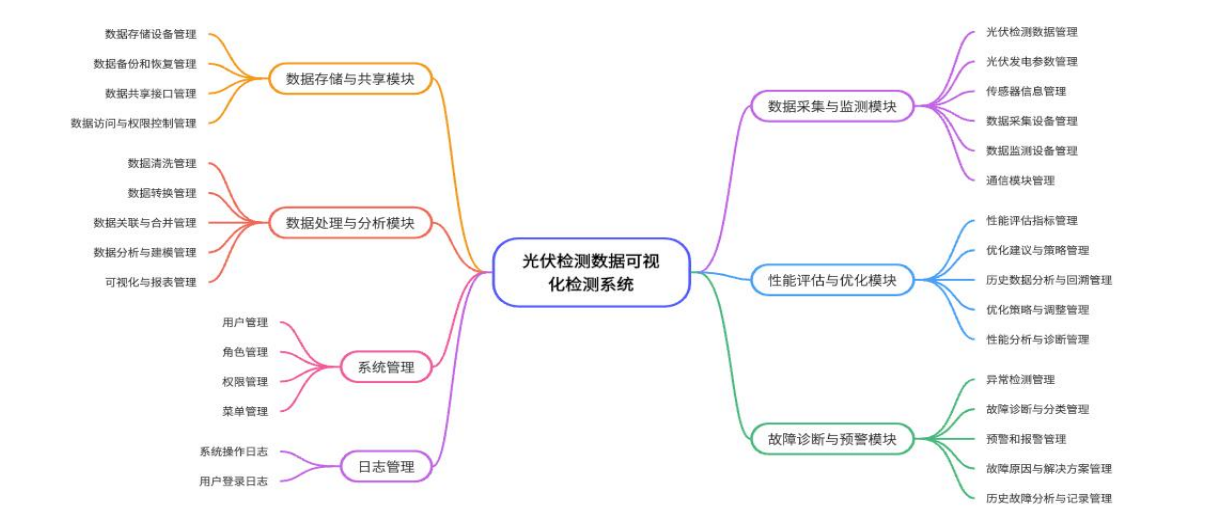 光伏检测数据可视
化检测系统
数据存储与共享模块
数据存储设备管理
数据备份和恢复管理
数据共享接口管理
数据访问与权限控制管理
数据处理与分析模块
数据清洗管理
数据转换管理
数据关联与合并管理
数据分析与建模管理
可视化与报表管理
系统管理
用户管理
角色管理
权限管理
菜单管理
日志管理
系统操作日志
用户登录日志
数据采集与监测模块
光伏检测数据管理
光伏发电参数管理
传感器信息管理
数据采集设备管理
数据监测设备管理
通信模块管理
性能评估与优化模块
性能评估指标管理
优化建议与策略管理
历史数据分析与回溯管理
优化策略与调整管理
性能分析与诊断管理
故障诊断与预警模块
异常检测管理
故障诊断与分类管理
预警和报警管理
故障原因与解决方案管理
历史故障分析与记录管理